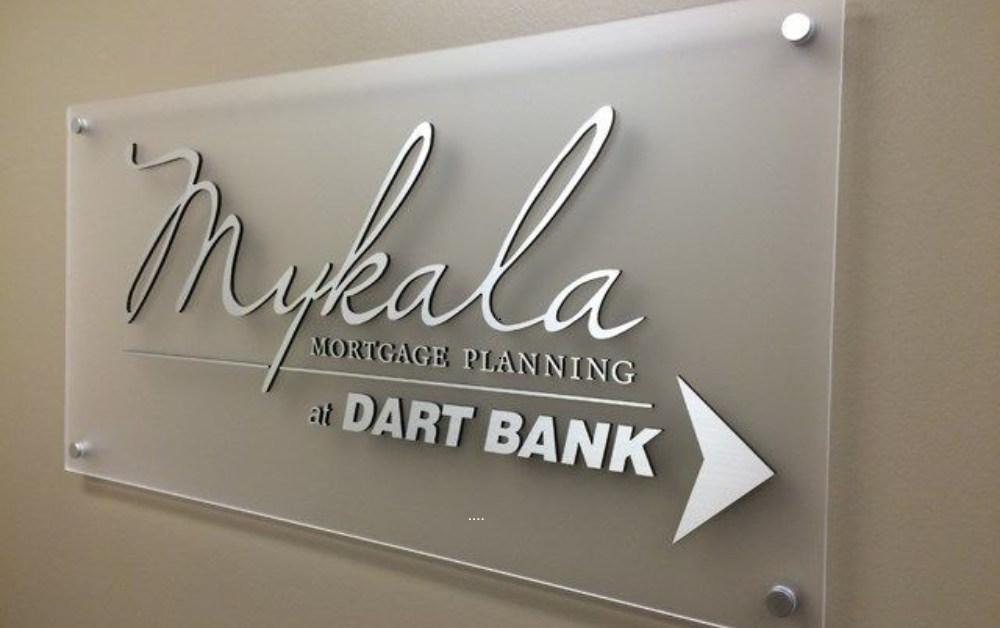 Mykala
MORTGAGE PLANNING
at DART BANK
....